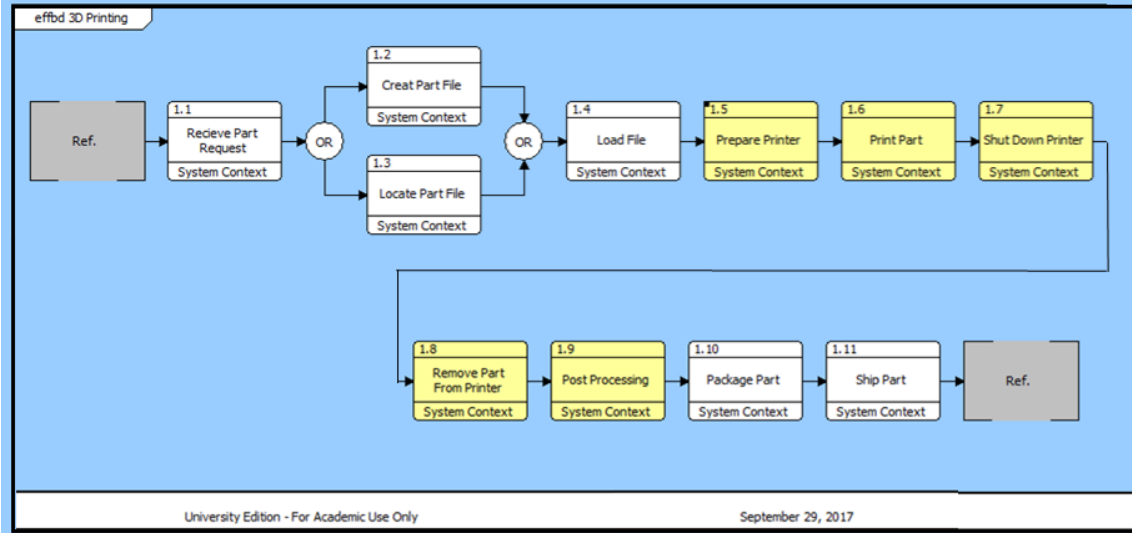 effbd 3D Printing
Ref.
1.1
Recieve Part
Request
System Context
OR
1.2
Creat Part File
System Context
1.3
Locate Part File
System Context
OR
1.4
Load File
System Context
1.5
Prepare Printer
System Context
1.6
Print Part
System Context
1.7
Shut Down Printer
System Context
1.8
Remove Part
From Printer
System Context
1.9
Post Processing
System Context
1.10
Package Part
System Context
1.11
Ship Part
System Context
Ref.
University Edition - For Academic Use Only
September 29, 2017